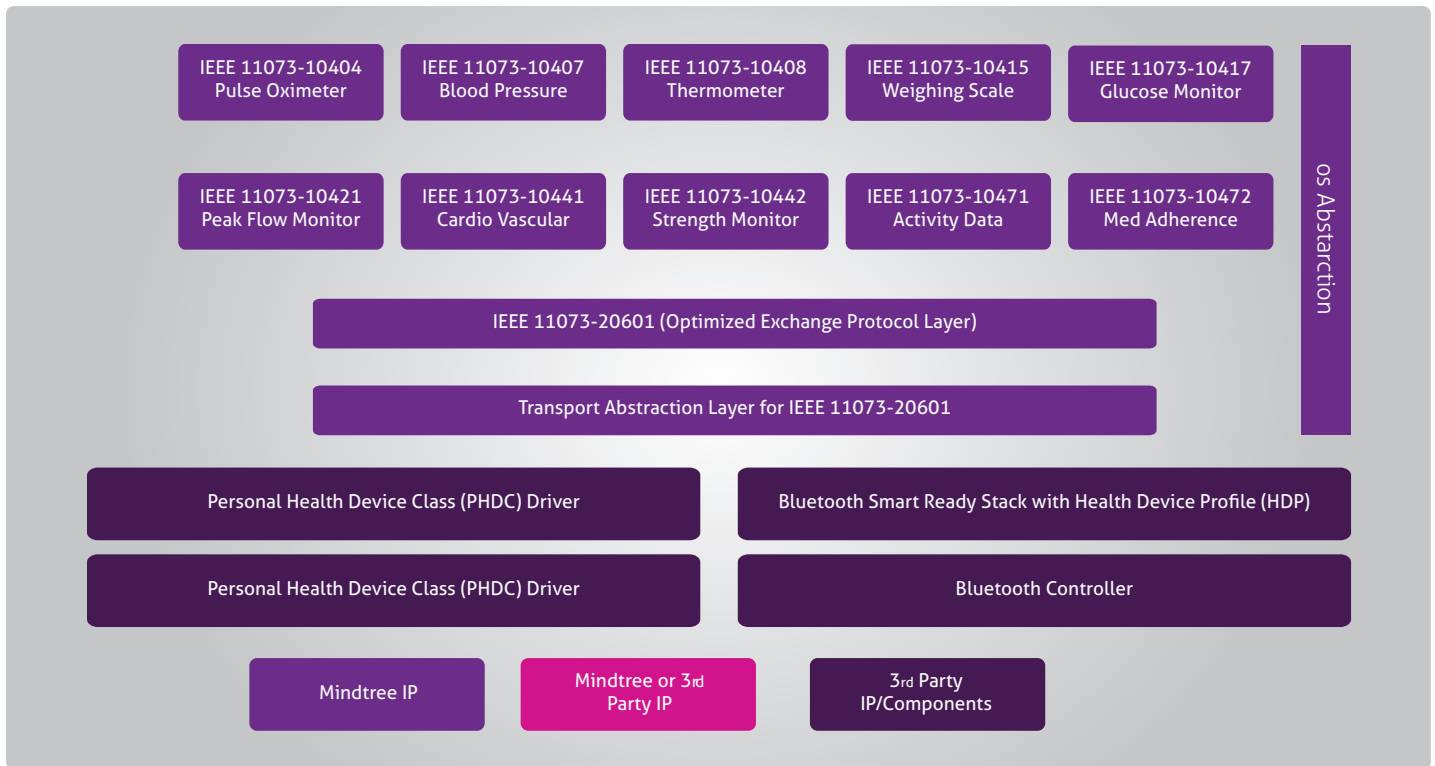 IEEE 11073-10404
Pulse Oximeter
IEEE 11073-10407
Blood Pressure
IEEE 11073-10408
Thermometer
IEEE 11073-10415
Weighing Scale
IEEE 11073-10417
Glucose Monitor
IEEE 11073-10421
Peak Flow Monitor
IEEE 11073-10441
Cardio Vascular
IEEE 11073-10442
Strength Monitor
IEEE 11073-10471
Activity Data
IEEE 11073-10472
Med Adherence
os Abstarction
IEEE 11073-20601 (Optimized Exchange Protocol Layer)
Transport Abstraction Layer for IEEE 11073-20601
Personal Health Device Class (PHDC) Driver
Bluetooth Smart Ready Stack with Health Device Profile (HDP)
Personal Health Device Class (PHDC) Driver
Bluetooth Controller
Mindtree IP
Mindtree or 3rd
Party IP
3rd Party
IP/Components